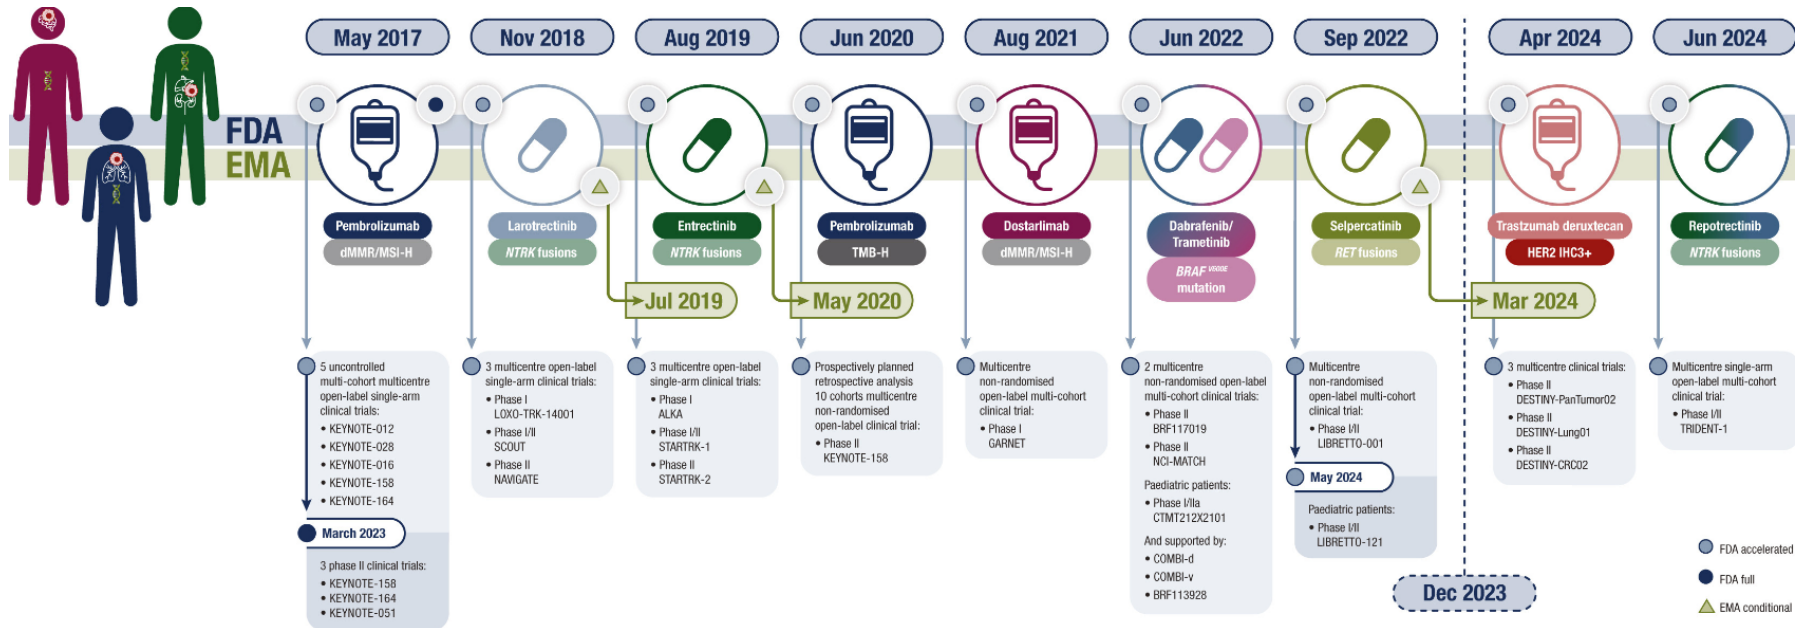 May 2017
Nov 2018
Aug 2019
Jun 2020
Aug 2021
Jun 2022
Sep 2022
Apr 2024
Jun 2024
FDA
EMA
Pembrolizumab
dMMR/MSI-H
Larotrectinib
NTRK fusions
Entrectinib
NTRK fusions
Pembrolizumab
TMB-H
Dostarlimab
dMMR/MSI-H
Dabrafenib/
Trametinib
BRAF V600E
mutation
Selpercatinib
RET fusions
Trastzumab deruxtecan
HER2 IHC3+
Repotrectinib
NTRK fusions
Jul 2019
May 2020
Mar 2024
5 uncontrolled
multi-cohort multicentre
open-label single-arm
clinical trials:
• KEYNOTE-012
• KEYNOTE-028
• KEYNOTE-016
• KEYNOTE-158
• KEYNOTE-164
March 2023
3 phase II clinical trials:
• KEYNOTE-158
• KEYNOTE-164
• KEYNOTE-051
3 multicentre open-label
single-arm clinical trials:
• Phase I
LOXO-TRK-14001
• Phase I/II
SCOUT
• Phase II
NAVIGATE
3 multicentre open-label
single-arm clinical trials:
• Phase I
ALKA
• Phase I/II
STARTRK-1
• Phase II
STARTRK-2
Prospectively planned
retrospective analysis
10 cohorts multicentre
non-randomised
open-label clinical trial:
• Phase II
KEYNOTE-158
Multicentre
non-randomised
open-label multi-cohort
clinical trial:
• Phase I
GARNET
2 multicentre
non-randomised open-label
multi-cohort clinical trials:
• Phase II
BRF117019
• Phase II
NCI-MATCH
Paediatric patients:
• Phase I/IIa
CTMT212X2101
And supported by:
• COMBI-d
• COMBI-v
• BRF113928
Multicentre
non-randomised
open-label multi-cohort
clinical trial:
• Phase I/II
LIBRETTO-001
May 2024
Paediatric patients:
• Phase I/II
LIBRETTO-121
3 multicentre clinical trials:
• Phase II
DESTINY-PanTumor02
• Phase II
DESTINY-Lung01
• Phase II
DESTINY-CRC02
Multicentre single-arm
open-label multi-cohort
clinical trial:
• Phase I/II
TRIDENT-1
Dec 2023
FDA accelerated
FDA full
EMA conditional